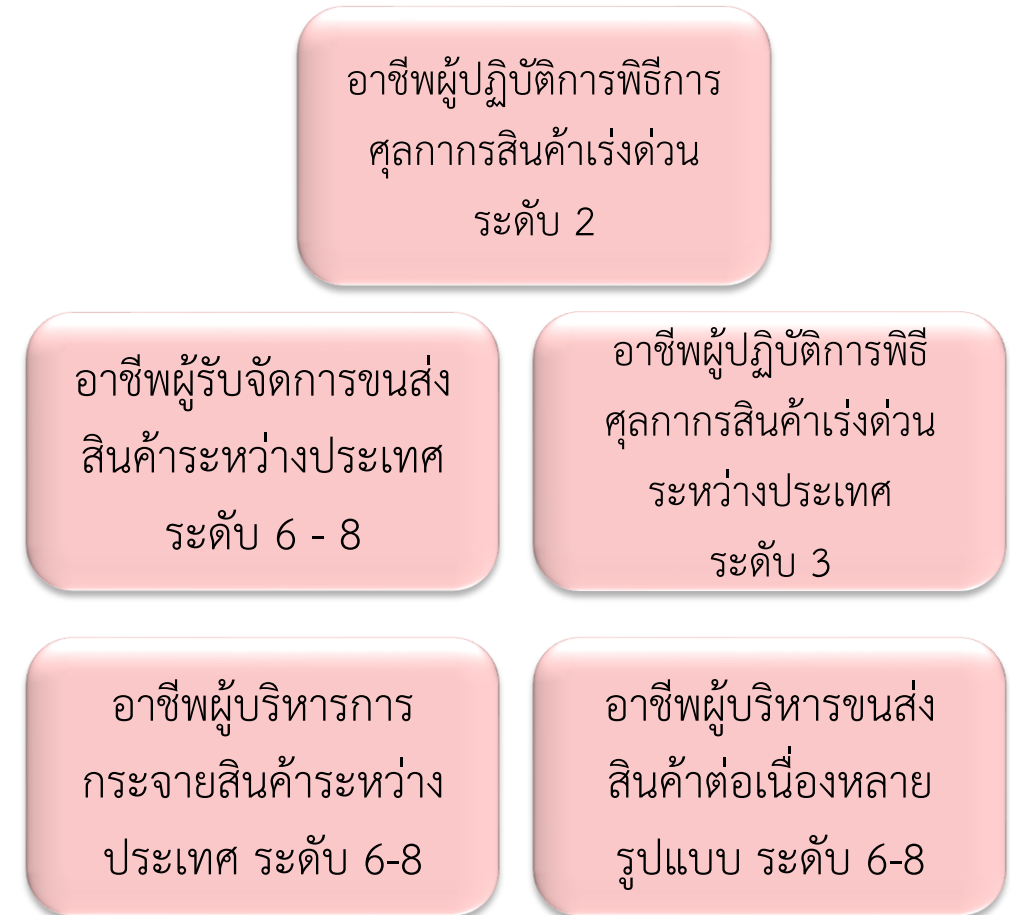 อาชีพผู้ปฏิบัติการพิธีการ
ศุลกากรสินค้าเร่งด่วน
ระดับ 2
อาชีพผู้รับจัดการขนส่ง
สินค้าระหว่างประเทศ
ระดับ 6 - 8
อาชีพผู้ปฏิบัติการพิธี
ศุลกากรสินค้าเร่งด่วน
ระหว่างประเทศ
ระดับ 3
อาชีพผู้บริหารการ
กระจายสินค้าระหว่าง
ประเทศ ระดับ 6-8
อาชีพผู้บริหารขนส่ง
สินค้าต่อเนื่องหลาย
รูปแบบ ระดับ 6-8